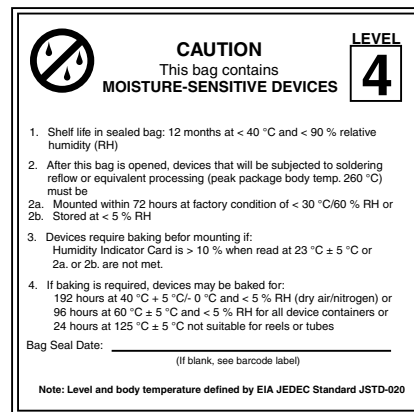 LEVEL
4
CAUTION
This bag contains
MOISTURE-SENSITIVE DEVICES
1. Shelf life in sealed bag: 12 months at < 40 °C and < 90 % relative
humidity (RH)
2. After this bag is opened, devices that will be subjected to soldering
reflow or equivalent processing (peak package body temp. 260 °C)
must be
2a. Mounted within 72 hours at factory condition of < 30 °C/60 % RH or
2b. Stored at < 5 % RH
3. Devices require baking befor mounting if:
Humidity Indicator Card is > 10 % when read at 23 °C ± 5 °C or
2a. or 2b. are not met.
4. If baking is required, devices may be baked for:
192 hours at 40 °C + 5 °C/- 0 °C and < 5 % RH (dry air/nitrogen) or
96 hours at 60 °C ± 5 °C and < 5 % RH for all device containers or
24 hours at 125 °C ± 5 °C not suitable for reels or tubes
Bag Seal Date:
(If blank, see barcode label)
Note: Level and body temperature defined by EIA JEDEC Standard JSTD-020